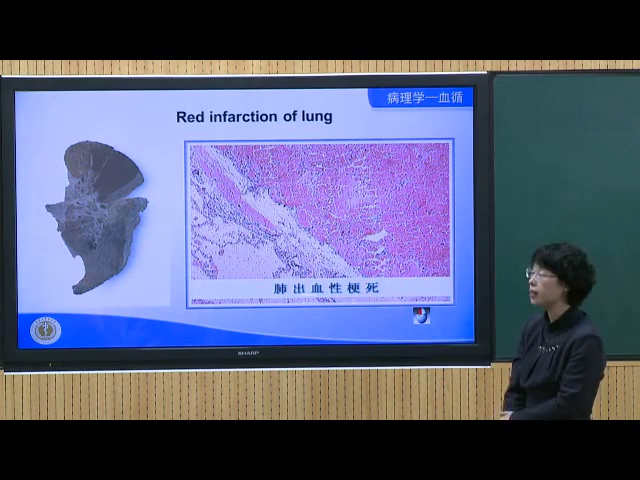 病理学—血循
Red infarction of lung
肺出血性梗死
SHARP